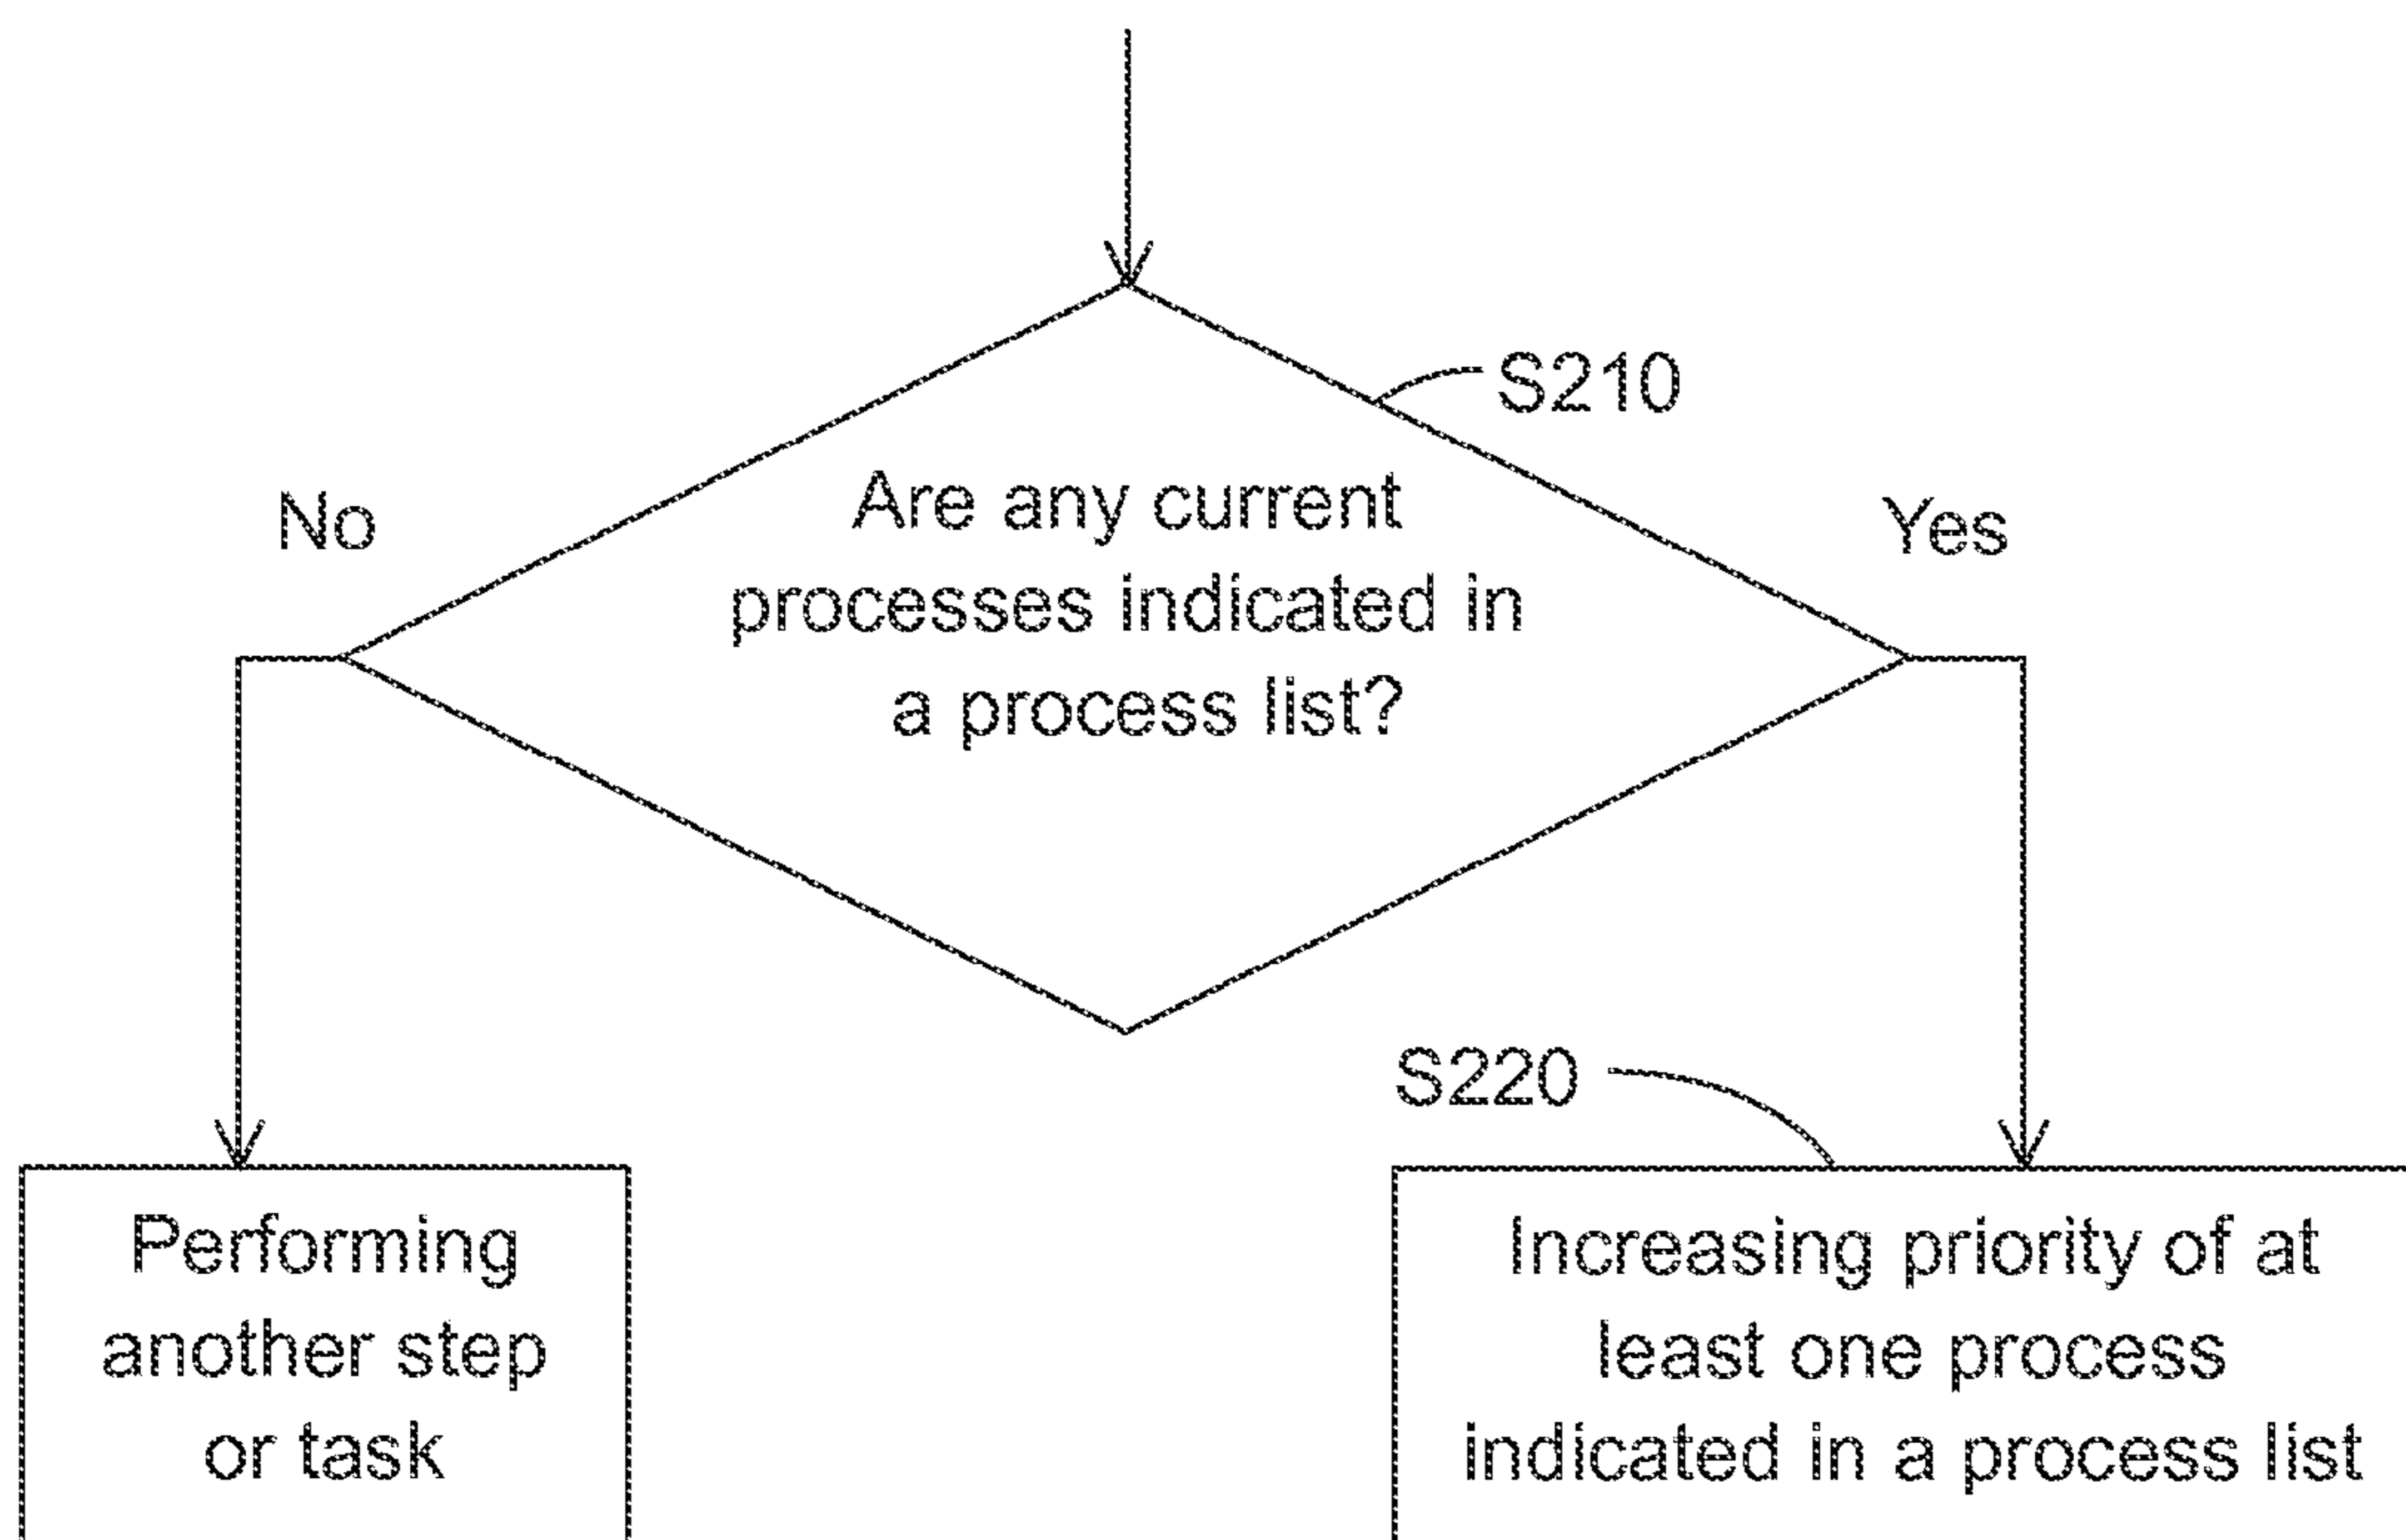 S210
Are any current
processes indicated in
a process list?
No
Yes
S220
Performing
another step
or task
Increasing priority of at
least one process
indicated in a process list